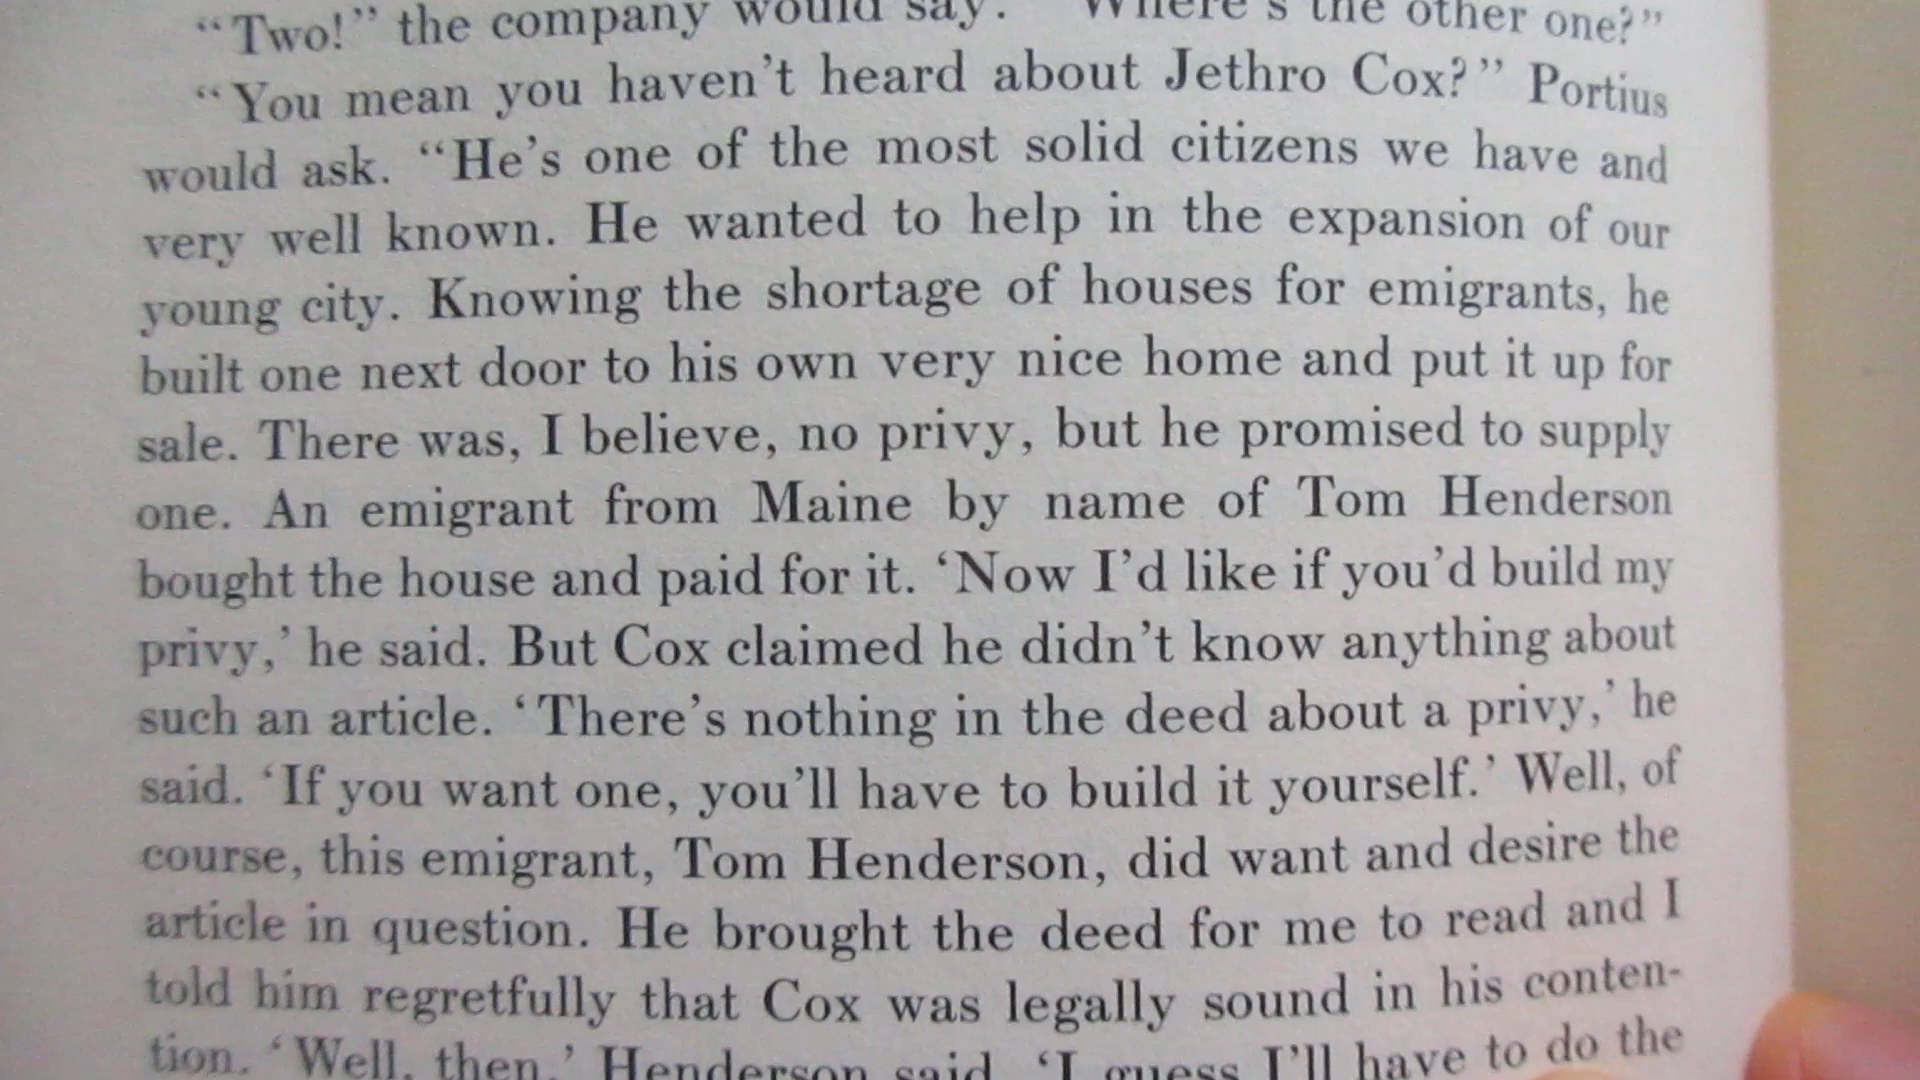 “Two!” the company would say. “Where’s the other one?”
“You mean you haven’t heard about Jethro Cox?” Portius
would ask. “He’s one of the most solid citizens we have and
very well known. He wanted to help in the expansion of our
young city. Knowing the shortage of houses for emigrants, he
built one next door to his own very nice home and put it up for
sale. There was, I believe, no privy, but he promised to supply
one. An emigrant from Maine by name of Tom Henderson
bought the house and paid for it. ‘Now I’d like if you’d build my
privy,’ he said. But Cox claimed he didn’t know anything about
such an article. ‘There’s nothing in the deed about a privy,’ he
said. ‘If you want one, you’ll have to build it yourself.’ Well, of
course, this emigrant, Tom Henderson, did want and desire the
article in question. He brought the deed for me to read and I
told him regretfully that Cox was legally sound in his conten-
tion. ‘Well, then,’ Henderson said, ‘I guess I’ll have to do the